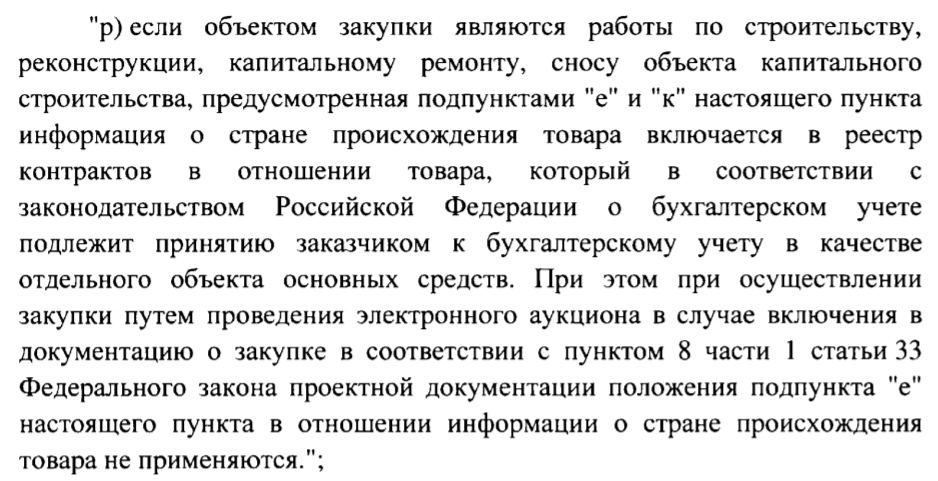 "р) если объектом закупки являются работы по строительству,
реконструкции, капитальному ремонту, сносу объекта капитального
строительства, предусмотренная подпунктами "е" и "к" настоящего пункта
информация о стране происхождения товара включается в реестр
контрактов в отношении товара, который в соответствии с
законодательством Российской Федерации о бухгалтерском учете
подлежит принятию заказчиком к бухгалтерскому учету в качестве
отдельного объекта основных средств. При этом при осуществлении
закупки путем проведения электронного аукциона в случае включения в
документацию о закупке в соответствии с пунктом 8 части 1 статьи 33
Федерального закона проектной документации положения подпункта "е"
настоящего пункта в отношении информации о стране происхождения
товара не применяются.";